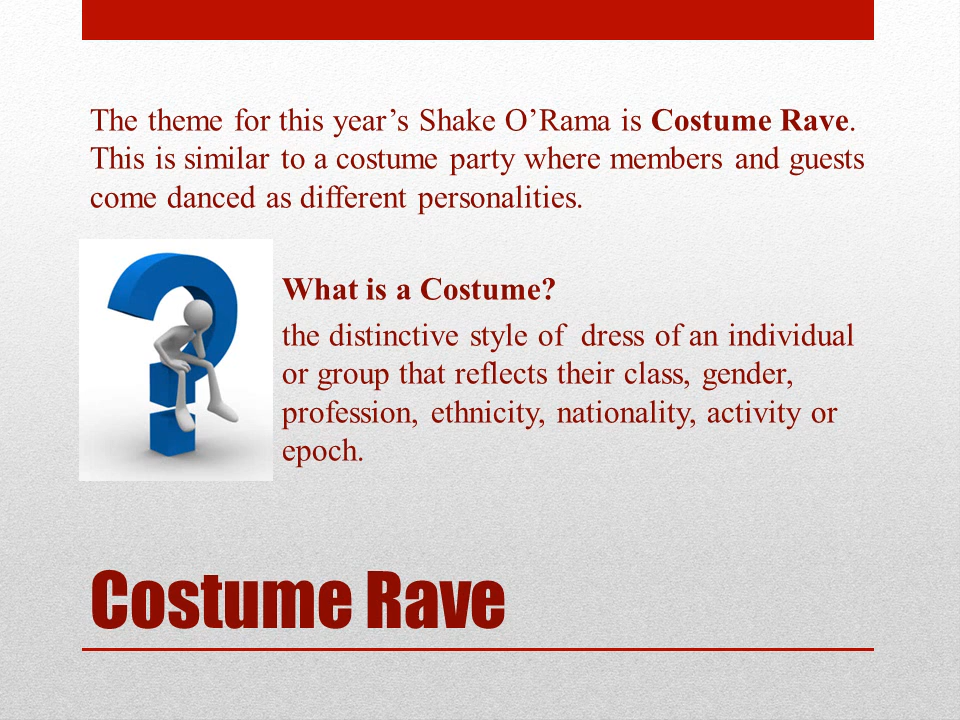 The theme for this year’s Shake O’Rama is Costume Rave.
This is similar to a costume party where members and guests
come danced as different personalities.
What is a Costume?
the distinctive style of  dress of an individual
or group that reflects their class, gender,
profession, ethnicity, nationality, activity or
epoch.
Costume Rave